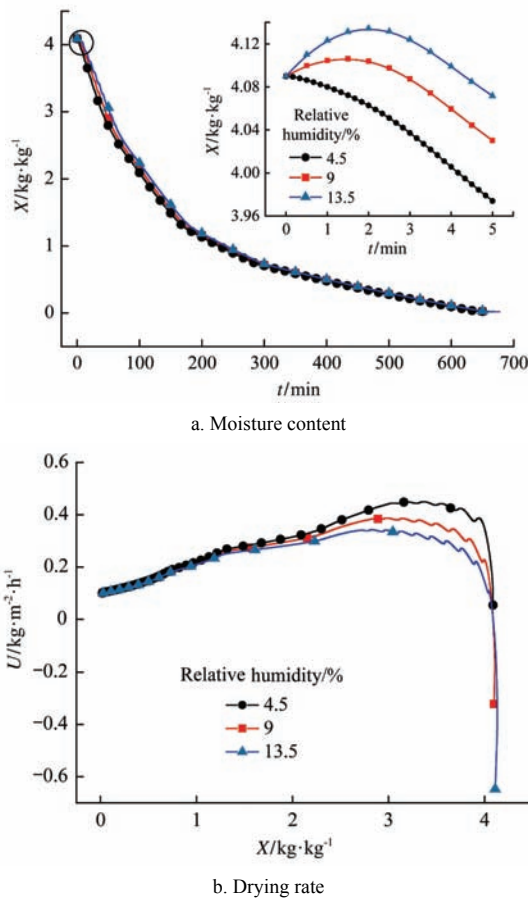 4.12
4.08
4.04
4.00
3.96
X/kg·kg⁻¹
Relative
humidity/%
4.5
9
13.5
0 1 2 3 4 5
t/min
4
3
2
1
0
X/kg·kg⁻¹
0 100 200 300 400 500 600 700
t/min
a. Moisture content
0.6
0.4
0.2
0
−0.2
−0.4
−0.6
U/kg·m⁻²·h⁻¹
Relative humidity/%
4.5
9
13.5
0 1 2 3 4
X/kg·kg⁻¹
b. Drying rate